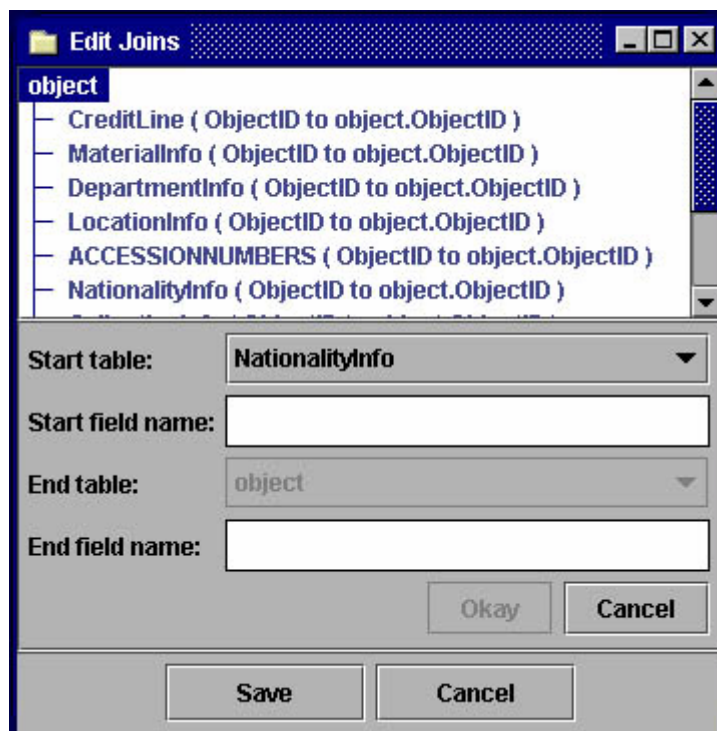 Edit Joins
object
CreditLine ( ObjectID to object.ObjectID )
MaterialInfo ( ObjectID to object.ObjectID )
DepartmentInfo ( ObjectID to object.ObjectID )
LocationInfo ( ObjectID to object.ObjectID )
ACCESSIONNUMBERS ( ObjectID to object.ObjectID )
NationalityInfo ( ObjectID to object.ObjectID )
Start table: NationalityInfo
Start field name:
End table: object
End field name:
Okay Cancel
Save Cancel